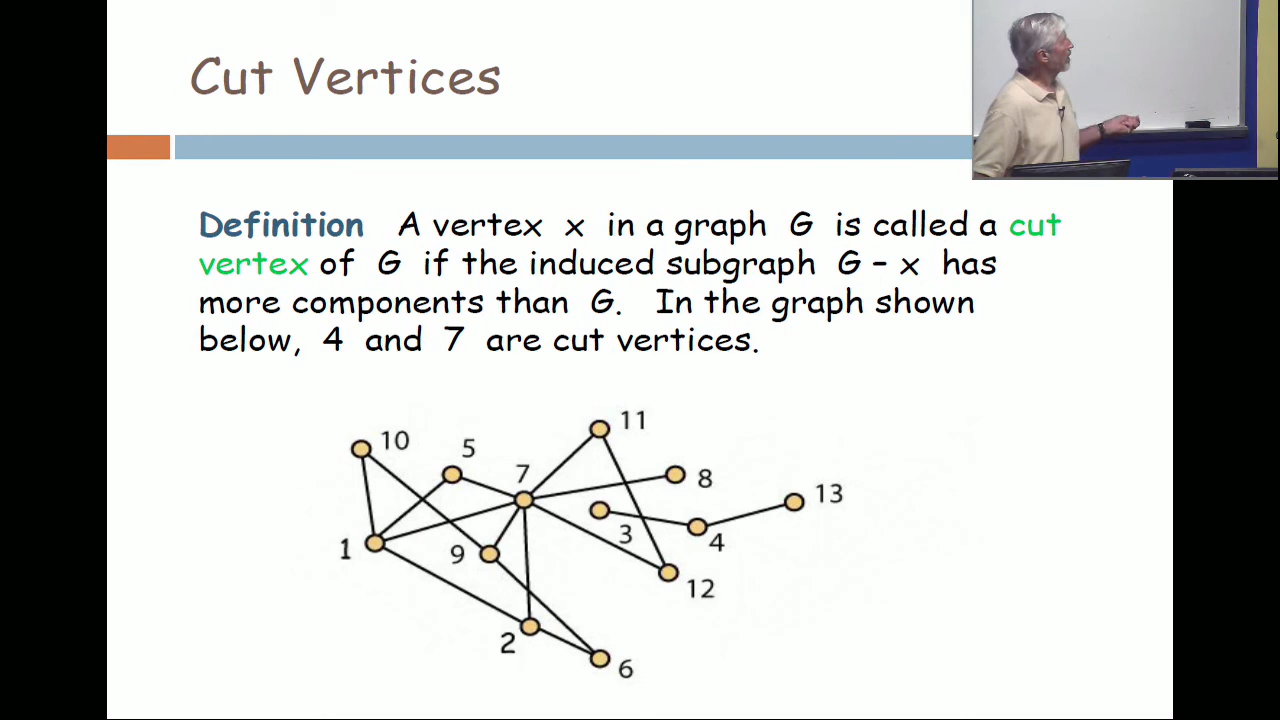 Cut Vertices
Definition A vertex x in a graph G is called a cut
vertex of G if the induced subgraph G – x has
more components than G. In the graph shown
below, 4 and 7 are cut vertices.
11
10
5
7
8
13
3
4
1
9
12
2
6